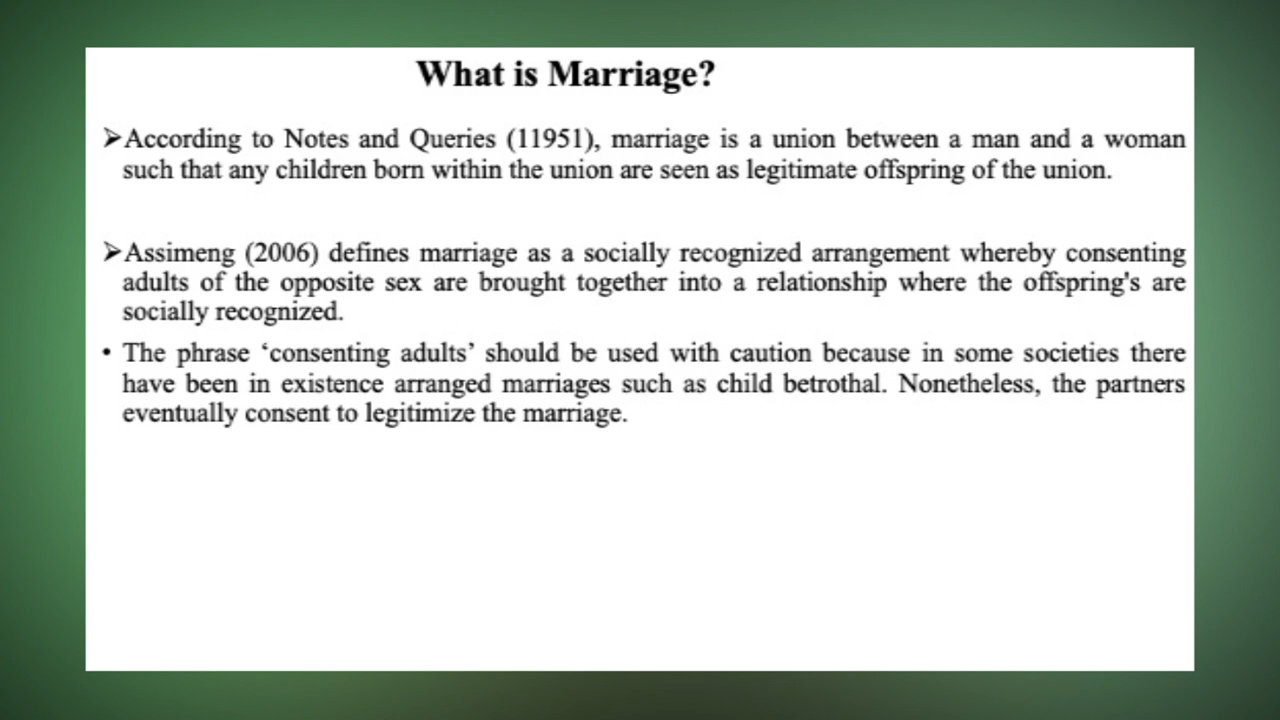 What is Marriage?
➢According to Notes and Queries (11951), marriage is a union between a man and a woman
such that any children born within the union are seen as legitimate offspring of the union.
➢Assimeng (2006) defines marriage as a socially recognized arrangement whereby consenting
adults of the opposite sex are brought together into a relationship where the offspring's are
socially recognized.
• The phrase ‘consenting adults’ should be used with caution because in some societies there
have been in existence arranged marriages such as child betrothal. Nonetheless, the partners
eventually consent to legitimize the marriage.